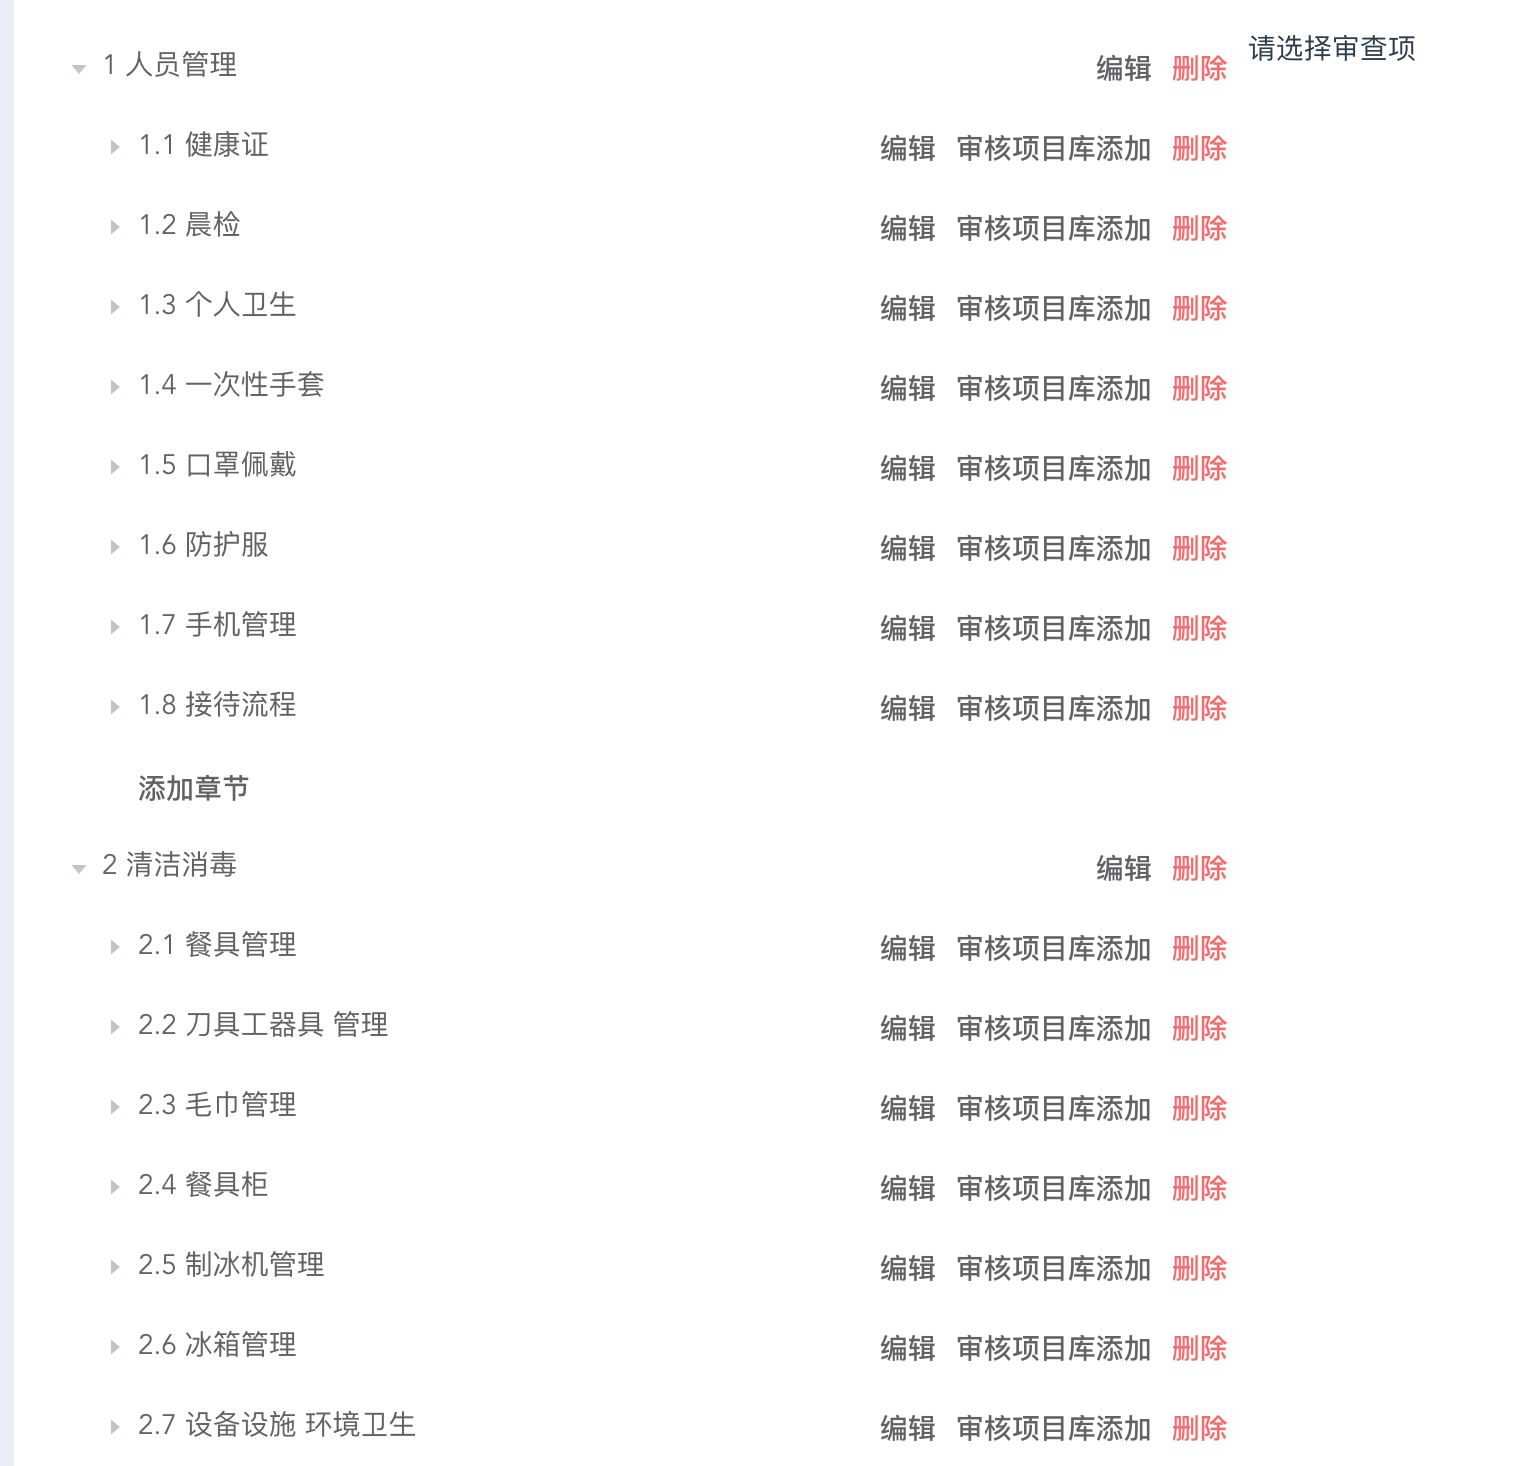 1 人员管理 编辑 删除 请选择审查项
1.1 健康证 编辑 审核项目库添加 删除
1.2 晨检 编辑 审核项目库添加 删除
1.3 个人卫生 编辑 审核项目库添加 删除
1.4 一次性手套 编辑 审核项目库添加 删除
1.5 口罩佩戴 编辑 审核项目库添加 删除
1.6 防护服 编辑 审核项目库添加 删除
1.7 手机管理 编辑 审核项目库添加 删除
1.8 接待流程 编辑 审核项目库添加 删除
添加章节
2 清洁消毒 编辑 删除
2.1 餐具管理 编辑 审核项目库添加 删除
2.2 刀具工器具 管理 编辑 审核项目库添加 删除
2.3 毛巾管理 编辑 审核项目库添加 删除
2.4 餐具柜 编辑 审核项目库添加 删除
2.5 制冰机管理 编辑 审核项目库添加 删除
2.6 冰箱管理 编辑 审核项目库添加 删除
2.7 设备设施 环境卫生 编辑 审核项目库添加 删除